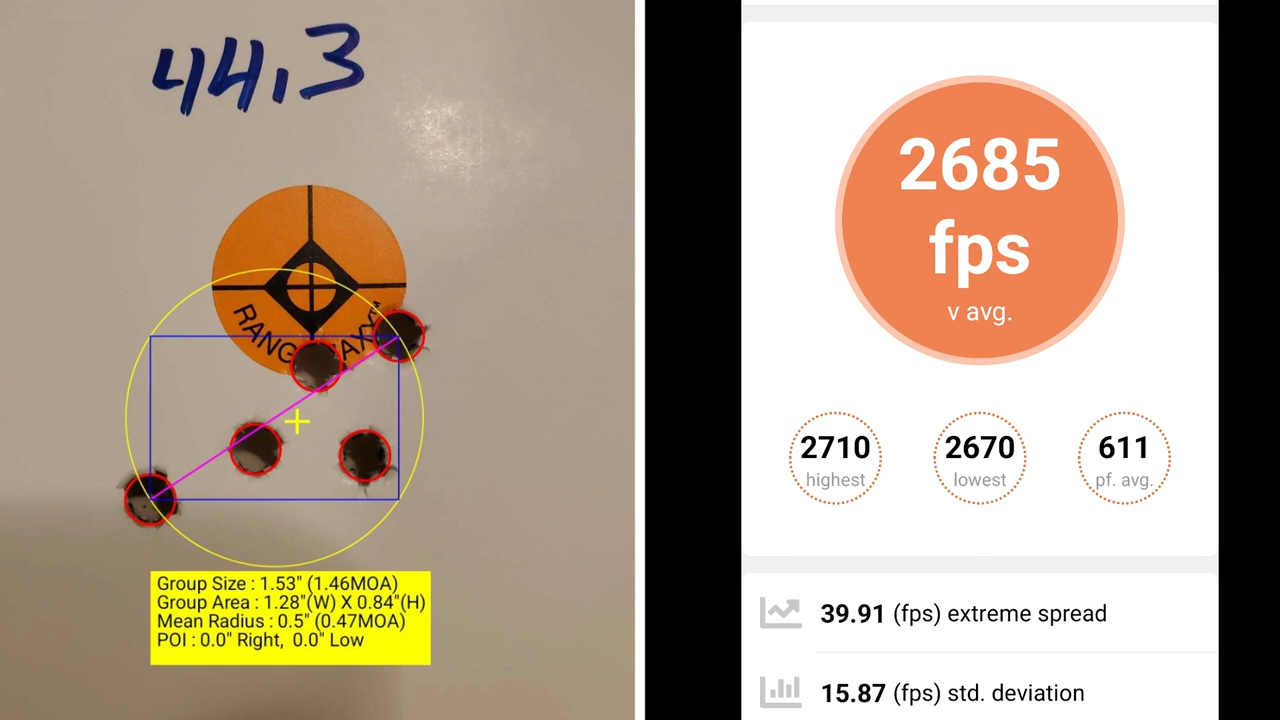 44.3
RANG
AXX™
Group Size : 1.53" (1.46MOA)
Group Area : 1.28"(W) X 0.84"(H)
Mean Radius : 0.5" (0.47MOA)
POI : 0.0" Right,  0.0" Low
2685
fps
v avg.
2710
highest
2670
lowest
611
pf. avg.
39.91 (fps) extreme spread
15.87 (fps) std. deviation